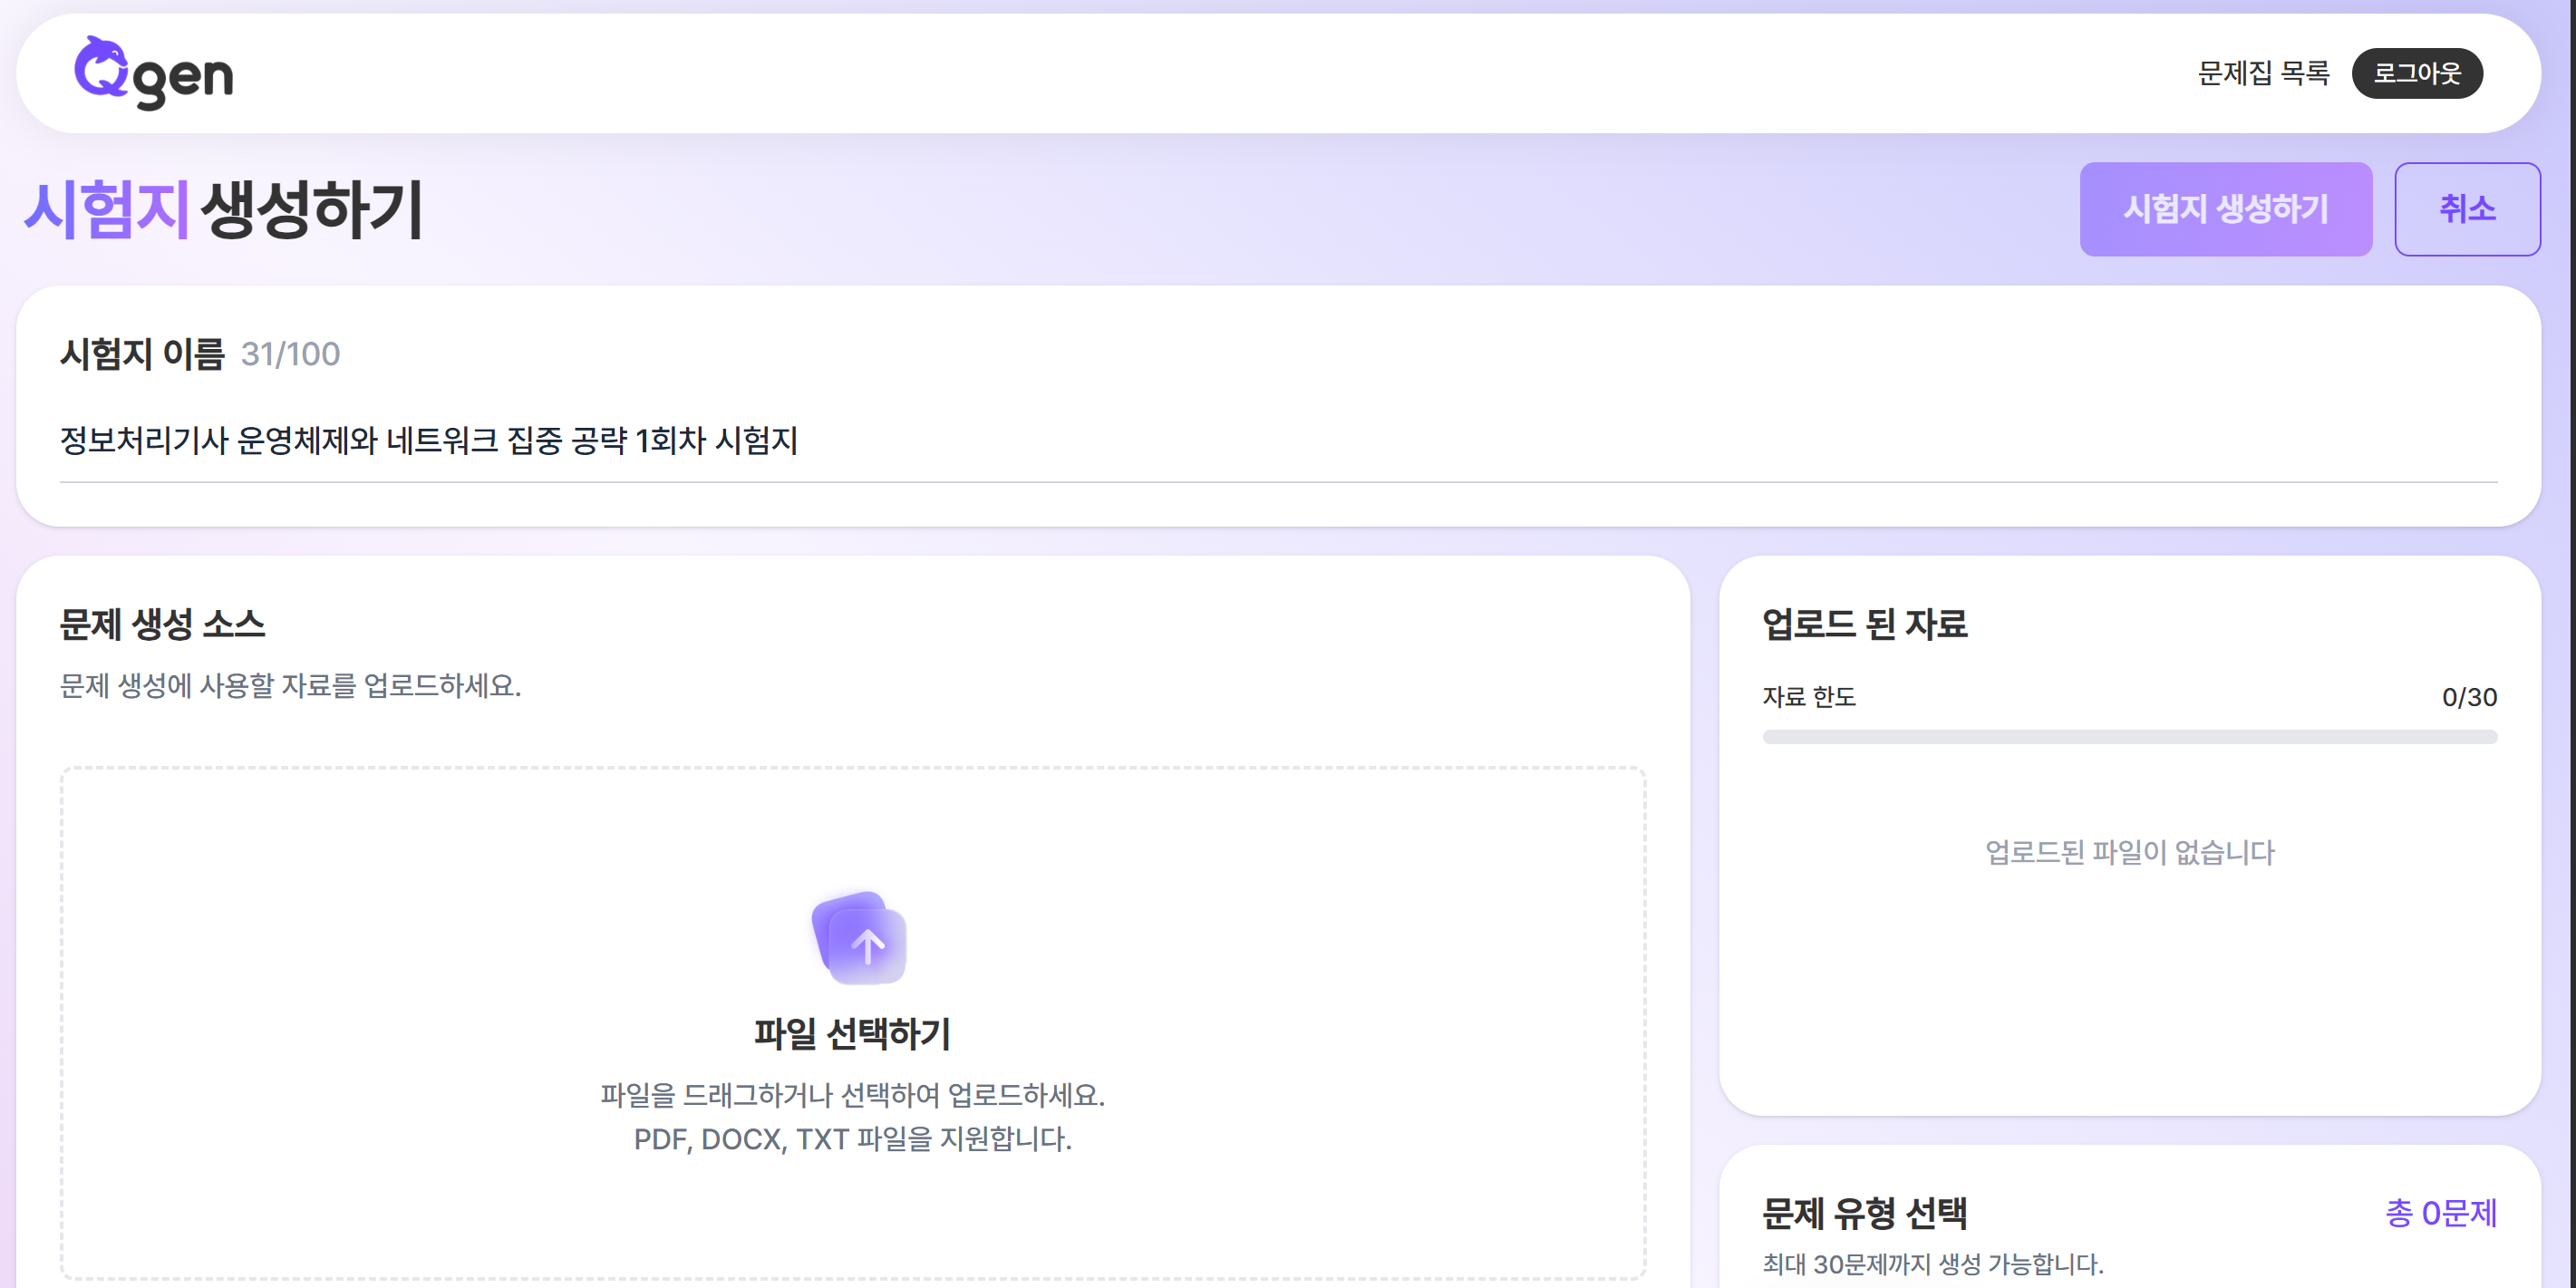 Qgen
문제집 목록
로그아웃
시험지 생성하기
시험지 생성하기
취소
시험지 이름 31/100
정보처리기사 운영체제와 네트워크 집중 공략 1회차 시험지
문제 생성 소스
문제 생성에 사용할 자료를 업로드하세요.
파일 선택하기
파일을 드래그하거나 선택하여 업로드하세요.
PDF, DOCX, TXT 파일을 지원합니다.
업로드 된 자료
자료 한도 0/30
업로드된 파일이 없습니다
문제 유형 선택 총 0문제
최대 30문제까지 생성 가능합니다.